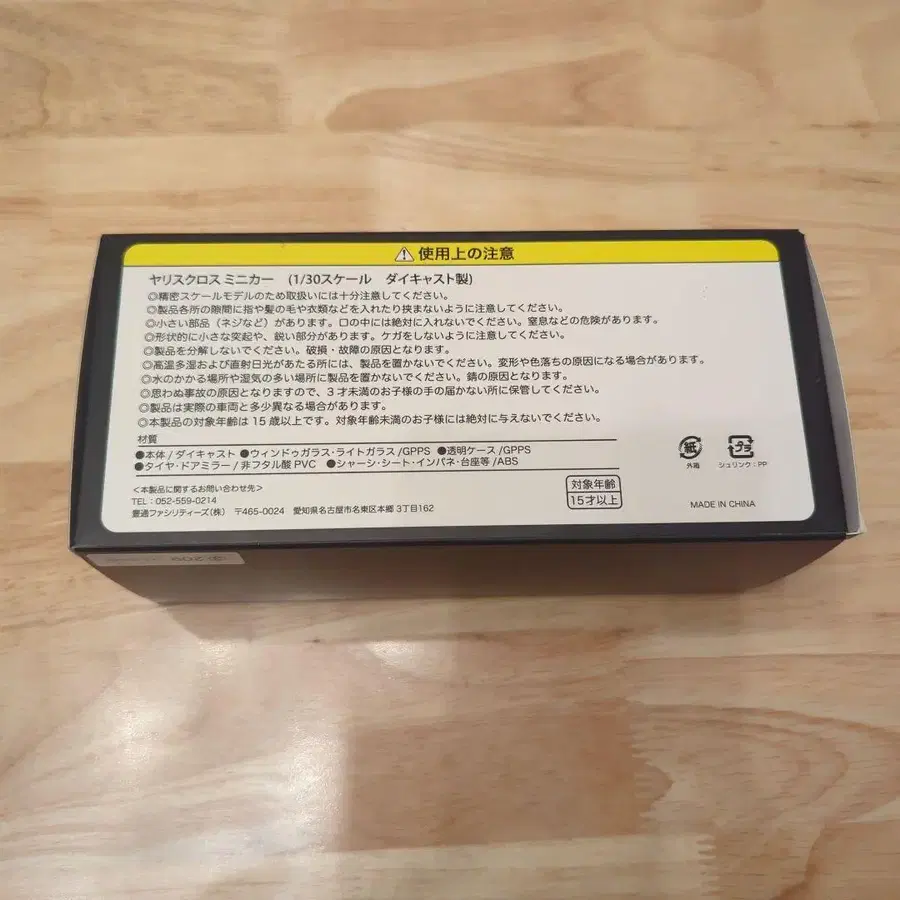 ⚠ 使用上の注意
ヤリスクロス ミニカー (1/30スケール ダイキャスト製)
◎精密スケールモデルのため取扱いには十分注意してください。
◎製品各所の隙間に指や髪の毛や衣類などを入れたり挟まないように注意してください。
◎小さい部品（ネジなど）があります。口の中には絶対に入れないでください。窒息などの危険があります。
◎形状的に小さな突起や、鋭い部分があります。ケガをしないように注意してください。
◎製品を分解しないでください。破損・故障の原因となります。
◎高温多湿および直射日光があたる所には、製品を置かないでください。変形や色落ちの原因になる場合があります。
◎水のかかる場所や湿気の多い場所に製品を置かないでください。錆の原因となります。
◎思わぬ事故の原因となりますので、3才未満のお子様の手の届かない所に保管してください。
◎製品は実際の車両と多少異なる場合があります。
◎本製品の対象年齢は15歳以上です。対象年齢未満のお子様には絶対に与えないでください。
材質
●本体/ダイキャスト ●ウィンドゥガラス・ライトガラス/GPPS ●透明ケース/GPPS
●タイヤ・ドアミラー/非フタル酸PVC ●シャーシ・シート・インパネ・台座等/ABS
紙
外箱
プラ
シュリンク：PP
<本製品に関するお問い合わせ先>
TEL：052-559-0214
豊通ファシリティーズ（株） 〒465-0024 愛知県名古屋市名東区本郷3丁目162
対象年齢
15才以上
MADE IN CHINA